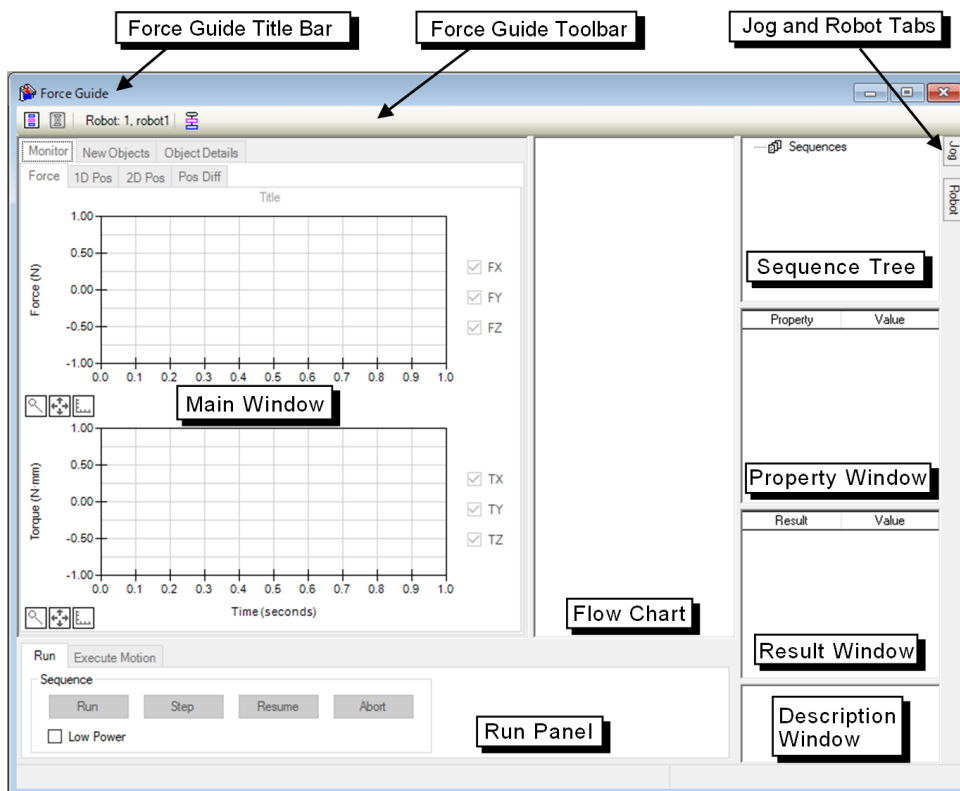 Force Guide Title Bar
Force Guide Toolbar
Jog and Robot Tabs
Force Guide
Robot: 1, robot1
Monitor New Objects Object Details
Force 1D Pos 2D Pos Pos Diff
Title
Force (N)
1.00
0.50
0.00
-0.50
-1.00
0.0 0.1 0.2 0.3 0.4 0.5 0.6 0.7 0.8 0.9 1.0
FX
FY
FZ
Main Window
Torque (N·mm)
1.00
0.50
0.00
-0.50
-1.00
0.0 0.1 0.2 0.3 0.4 0.5 0.6 0.7 0.8 0.9 1.0
Time (seconds)
TX
TY
TZ
Flow Chart
Sequences
Sequence Tree
Jog
Robot
Property Value
Property Window
Result Value
Result Window
Description
Window
Run Execute Motion
Sequence
Run Step Resume Abort
Low Power
Run Panel